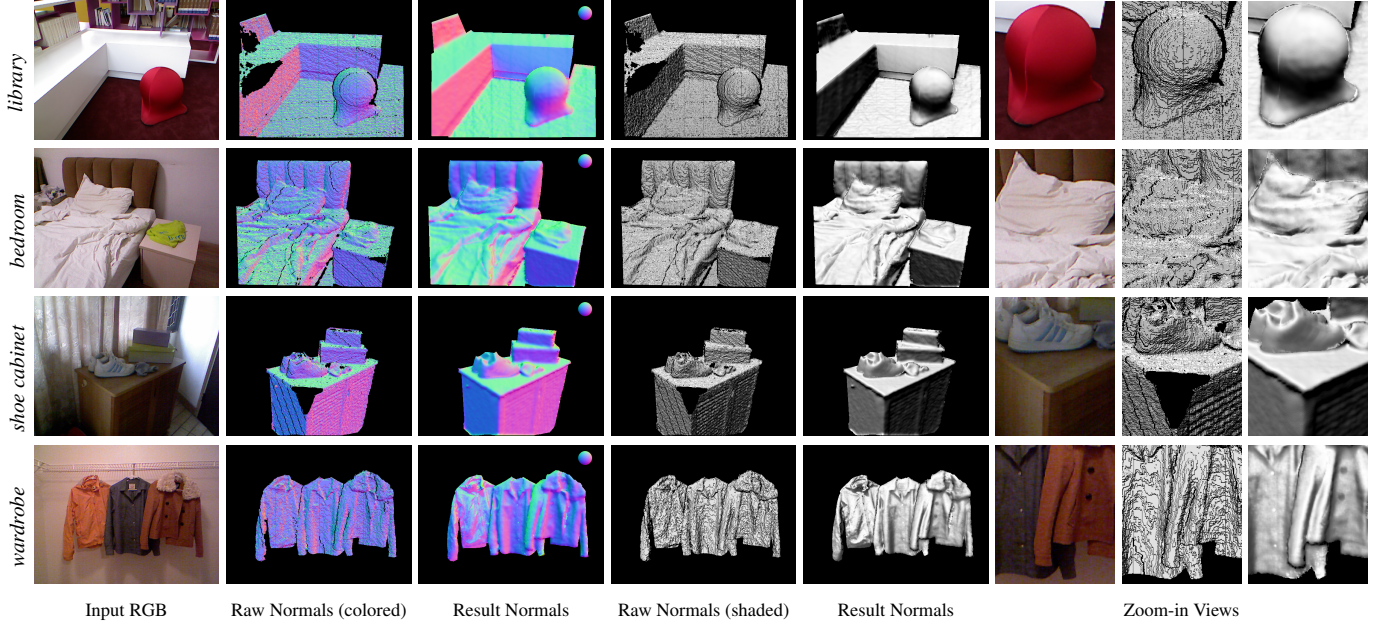 library
bedroom
shoe cabinet
wardrobe
Input RGB
Raw Normals (colored)
Result Normals
Raw Normals (shaded)
Result Normals
Zoom-in Views